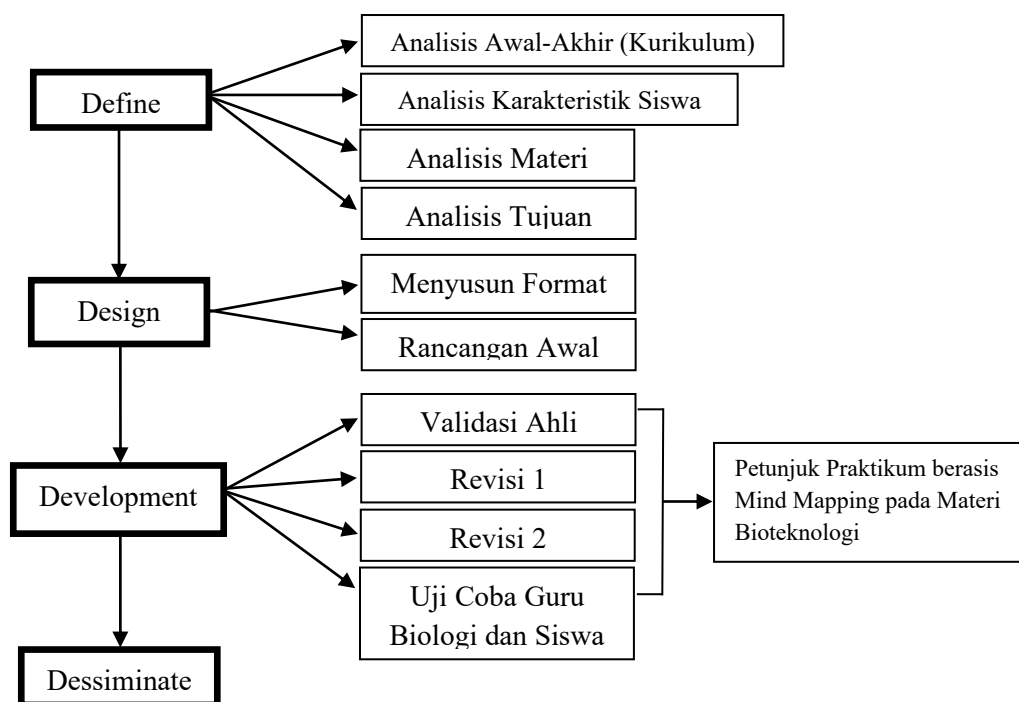 Define
Analisis Awal-Akhir (Kurikulum)
Analisis Karakteristik Siswa
Analisis Materi
Analisis Tujuan
Design
Menyusun Format
Rancangan Awal
Development
Validasi Ahli
Revisi 1
Revisi 2
Uji Coba Guru
Biologi dan Siswa
Petunjuk Praktikum berasis
Mind Mapping pada Materi
Bioteknologi
Dessiminate